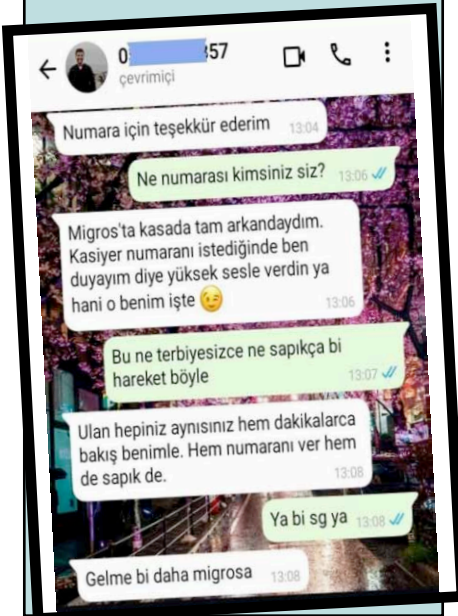 0 357
çevrimiçi
Numara için teşekkür ederim 13:04
Ne numarası kimsiniz siz? 13:06
Migros'ta kasada tam arkandaydım.
Kasiyer numaranı istediğinde ben
duyayım diye yüksek sesle verdin ya
hani o benim işte 😉 13:06
Bu ne terbiyesizce ne sapıkça bi
hareket böyle 13:07
Ulan hepiniz aynısınız hem dakikalarca
bakış benimle. Hem numaranı ver hem
de sapık de. 13:08
Ya bi sg ya 13:08
Gelme bi daha migrosa 13:08